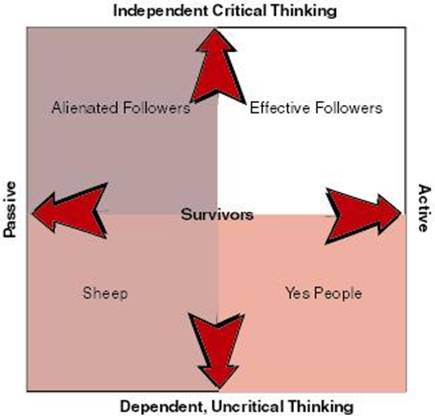 Independent Critical Thinking
Alienated Followers
Effective Followers
Passive
Survivors
Active
Sheep
Yes People
Dependent, Uncritical Thinking